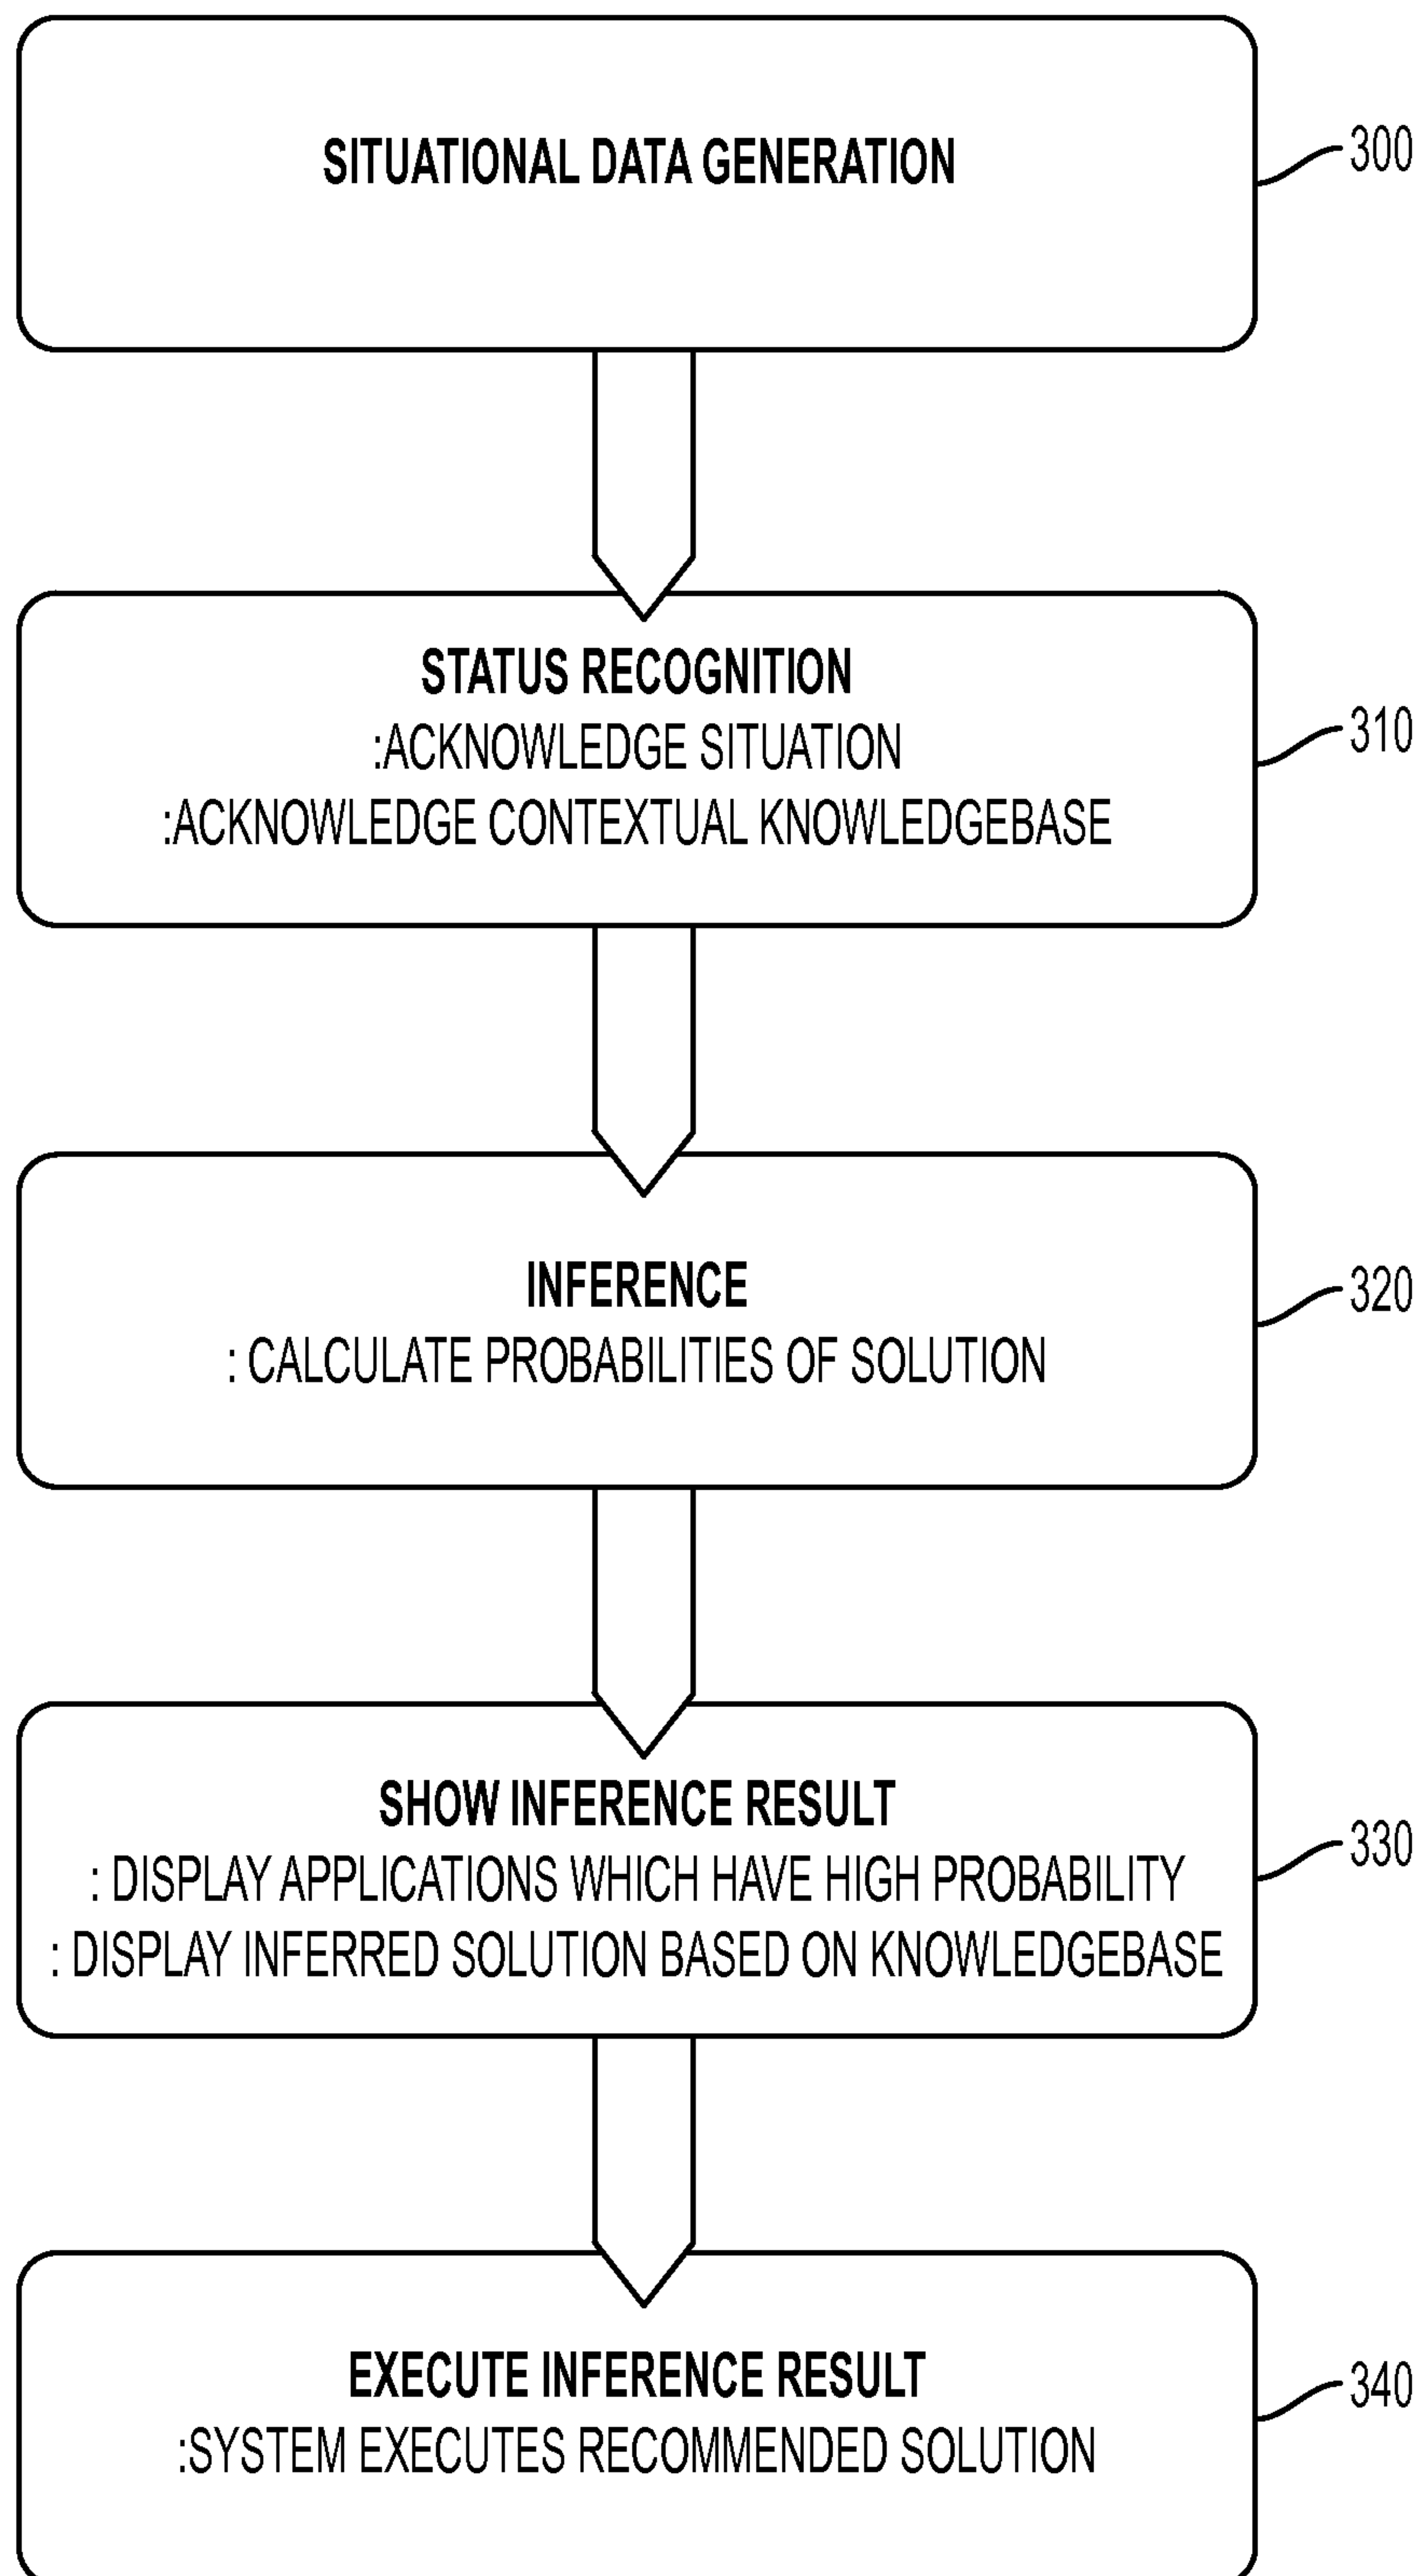 SITUATIONAL DATA GENERATION
300
STATUS RECOGNITION
:ACKNOWLEDGE SITUATION
:ACKNOWLEDGE CONTEXTUAL KNOWLEDGEBASE
310
INFERENCE
: CALCULATE PROBABILITIES OF SOLUTION
320
SHOW INFERENCE RESULT
: DISPLAY APPLICATIONS WHICH HAVE HIGH PROBABILITY
: DISPLAY INFERRED SOLUTION BASED ON KNOWLEDGEBASE
330
EXECUTE INFERENCE RESULT
:SYSTEM EXECUTES RECOMMENDED SOLUTION
340